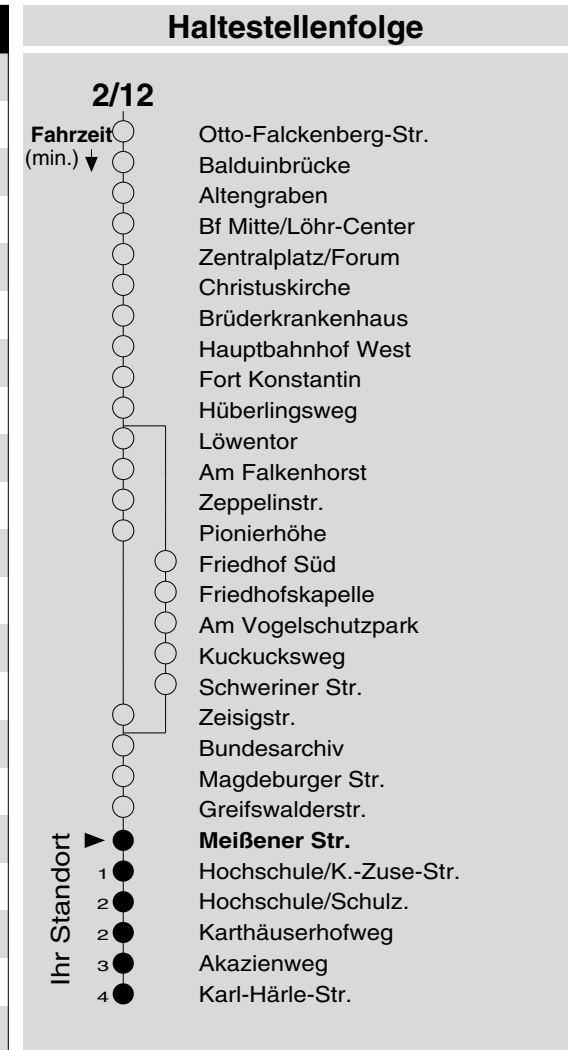 Haltestellenfolge
2/12
Fahrzeit
(min.)
Otto-Falckenberg-Str.
Balduinbrücke
Altengraben
Bf Mitte/Löhr-Center
Zentralplatz/Forum
Christuskirche
Brüderkrankenhaus
Hauptbahnhof West
Fort Konstantin
Hüberlingsweg
Löwentor
Am Falkenhorst
Zeppelinstr.
Pionierhöhe
Friedhof Süd
Friedhofskapelle
Am Vogelschutzpark
Kuckucksweg
Schweriner Str.
Zeisigstr.
Bundesarchiv
Magdeburger Str.
Greifswalderstr.
Ihr Standort
Meißener Str.
1 Hochschule/K.-Zuse-Str.
2 Hochschule/Schulz.
2 Karthäuserhofweg
3 Akazienweg
4 Karl-Härle-Str.